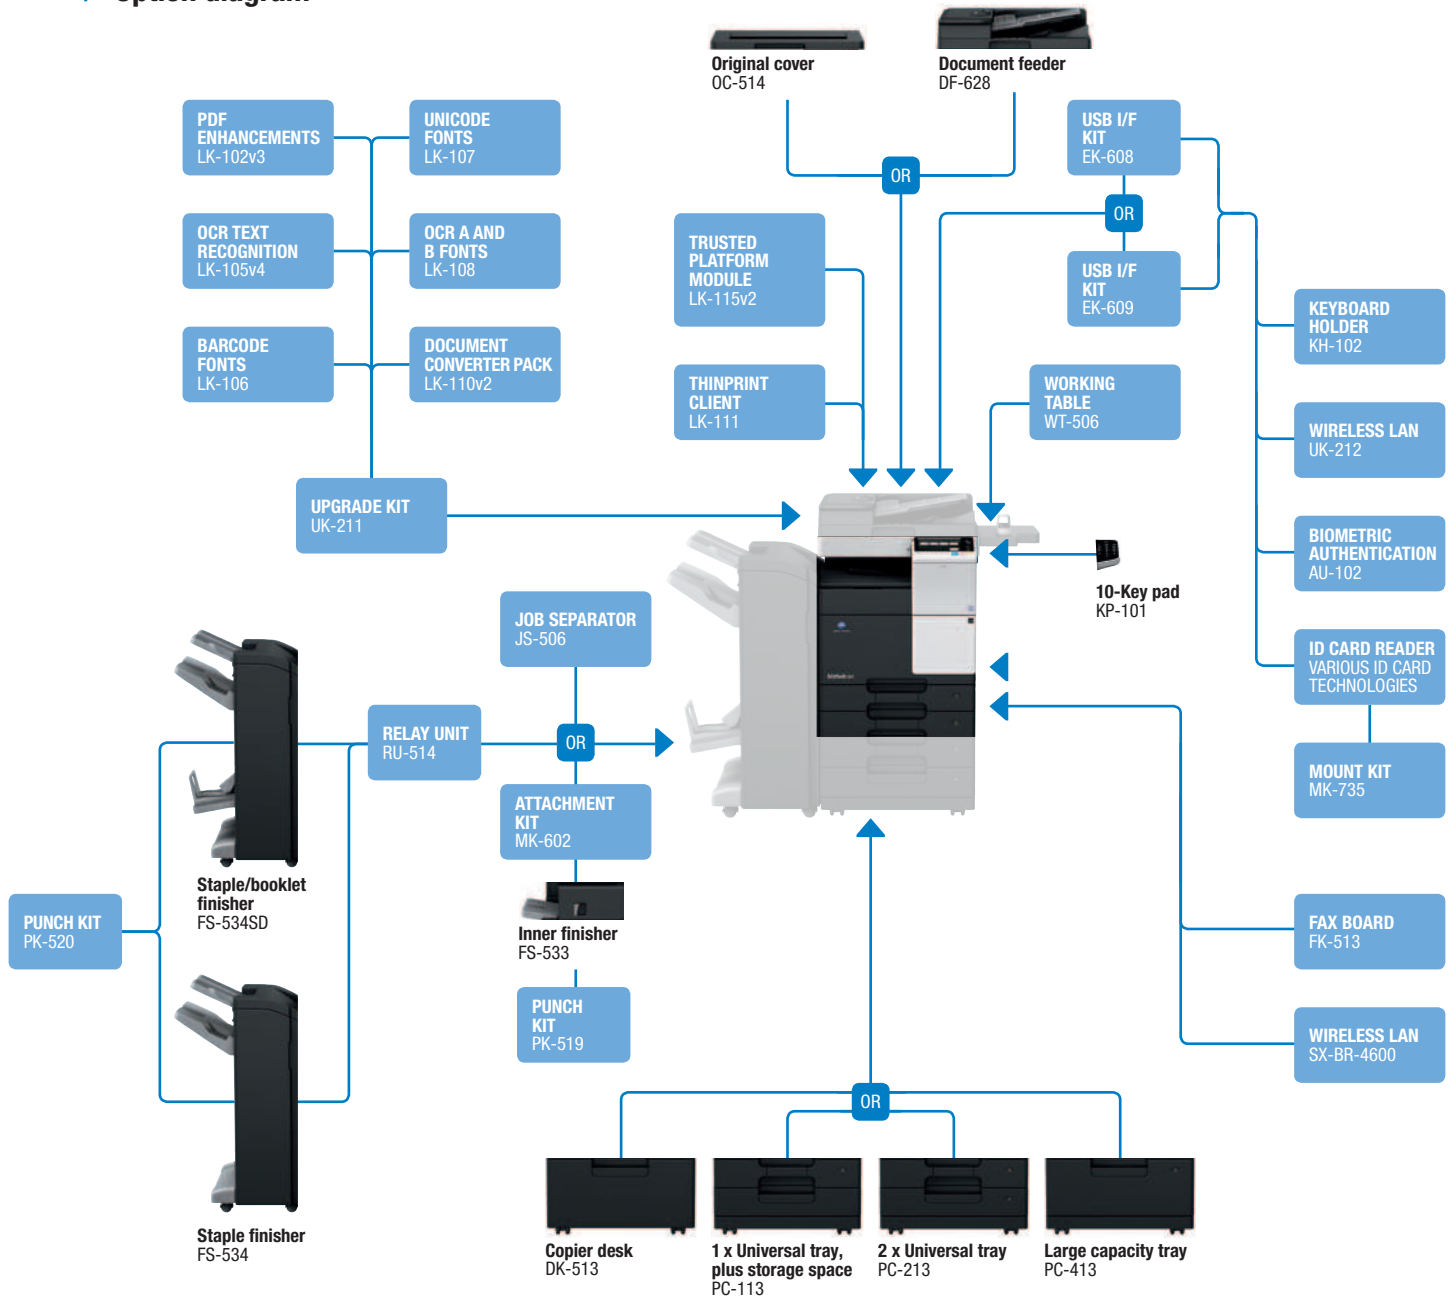 Option diagram
Original cover
OC-514
Document feeder
DF-628
PDF
ENHANCEMENTS
LK-102v3
UNICODE
FONTS
LK-107
USB I/F
KIT
EK-608
OR
OR
OCR TEXT
RECOGNITION
LK-105v4
OCR A AND
B FONTS
LK-108
TRUSTED
PLATFORM
MODULE
LK-115v2
USB I/F
KIT
EK-609
KEYBOARD
HOLDER
KH-102
BARCODE
FONTS
LK-106
DOCUMENT
CONVERTER PACK
LK-110v2
THINPRINT
CLIENT
LK-111
WORKING
TABLE
WT-506
WIRELESS LAN
UK-212
UPGRADE KIT
UK-211
BIOMETRIC
AUTHENTICATION
AU-102
10-Key pad
KP-101
JOB SEPARATOR
JS-506
ID CARD READER
VARIOUS ID CARD
TECHNOLOGIES
RELAY UNIT
RU-514
OR
MOUNT KIT
MK-735
ATTACHMENT
KIT
MK-602
Staple/booklet
finisher
FS-534SD
PUNCH KIT
PK-520
Inner finisher
FS-533
FAX BOARD
FK-513
PUNCH
KIT
PK-519
WIRELESS LAN
SX-BR-4600
OR
Staple finisher
FS-534
Copier desk
DK-513
1 x Universal tray,
plus storage space
PC-113
2 x Universal tray
PC-213
Large capacity tray
PC-413